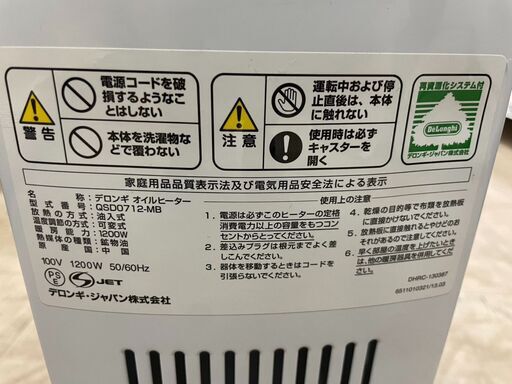 警告
電源コードを破
損するようなこ
とはしない
本体を洗濯物な
どで覆わない
注意
運転中および停
止直後は、本体
に触れない
使用時は必ず
キャスターを
開く
再資源化システム付
DeLonghi
デロンギ・ジャパン株式会社
家庭用品品質表示法及び電気用品安全法による表示
品名:デロンギ オイルヒーター
型式番号:QSD0712-MB
放熱の方式:油入式
温度調節の方式:可変式
暖房能力:1200W
熱媒体の種類:鉱物油
原産国:中国
100V 1200W 50/60Hz
PSE
JET
デロンギ・ジャパン株式会社
使用上の注意
1. 電源は必ずこのヒーターの定格
消費電力以上の容量をもつコン
セントからとってください。
2. 差込みプラグは根元までよく差
しこんでください。
3. 器体を移動するときはコードを
引張らないでください。
4. 乾燥の目的等で布類を放熱板
に直接かけないでください。
5. 放熱板に直接触れるとやけどのお
それがあるので注意してください。
6. 早く部屋の温度を上げたいとき
は、他の暖房器具を併用してくだ
さい。
DHRC-130387
6511010321/13.03